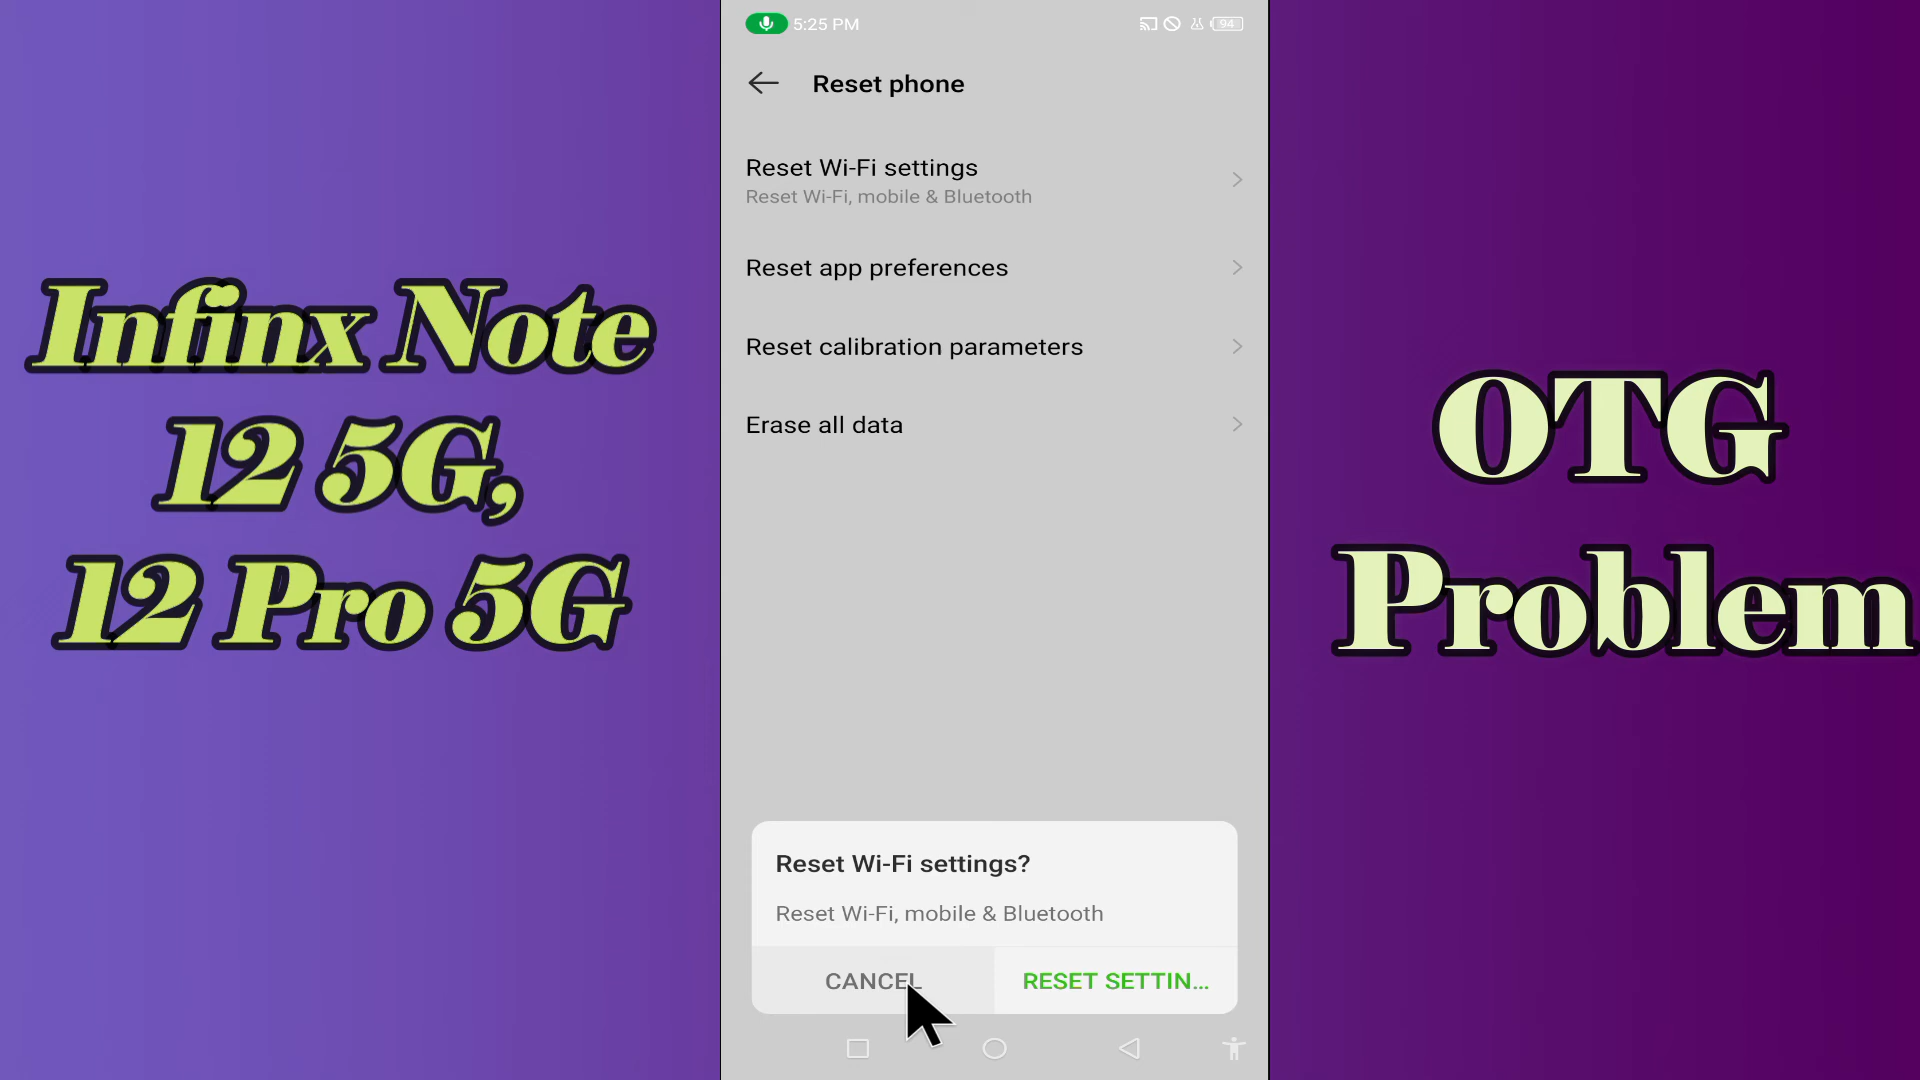 Infinx Note
12 5G,
12 Pro 5G
5:25 PM
94
Reset phone
Reset Wi-Fi settings
Reset Wi-Fi, mobile & Bluetooth
Reset app preferences
Reset calibration parameters
Erase all data
Reset Wi-Fi settings?
Reset Wi-Fi, mobile & Bluetooth
CANCEL
RESET SETTIN...
OTG
Problem